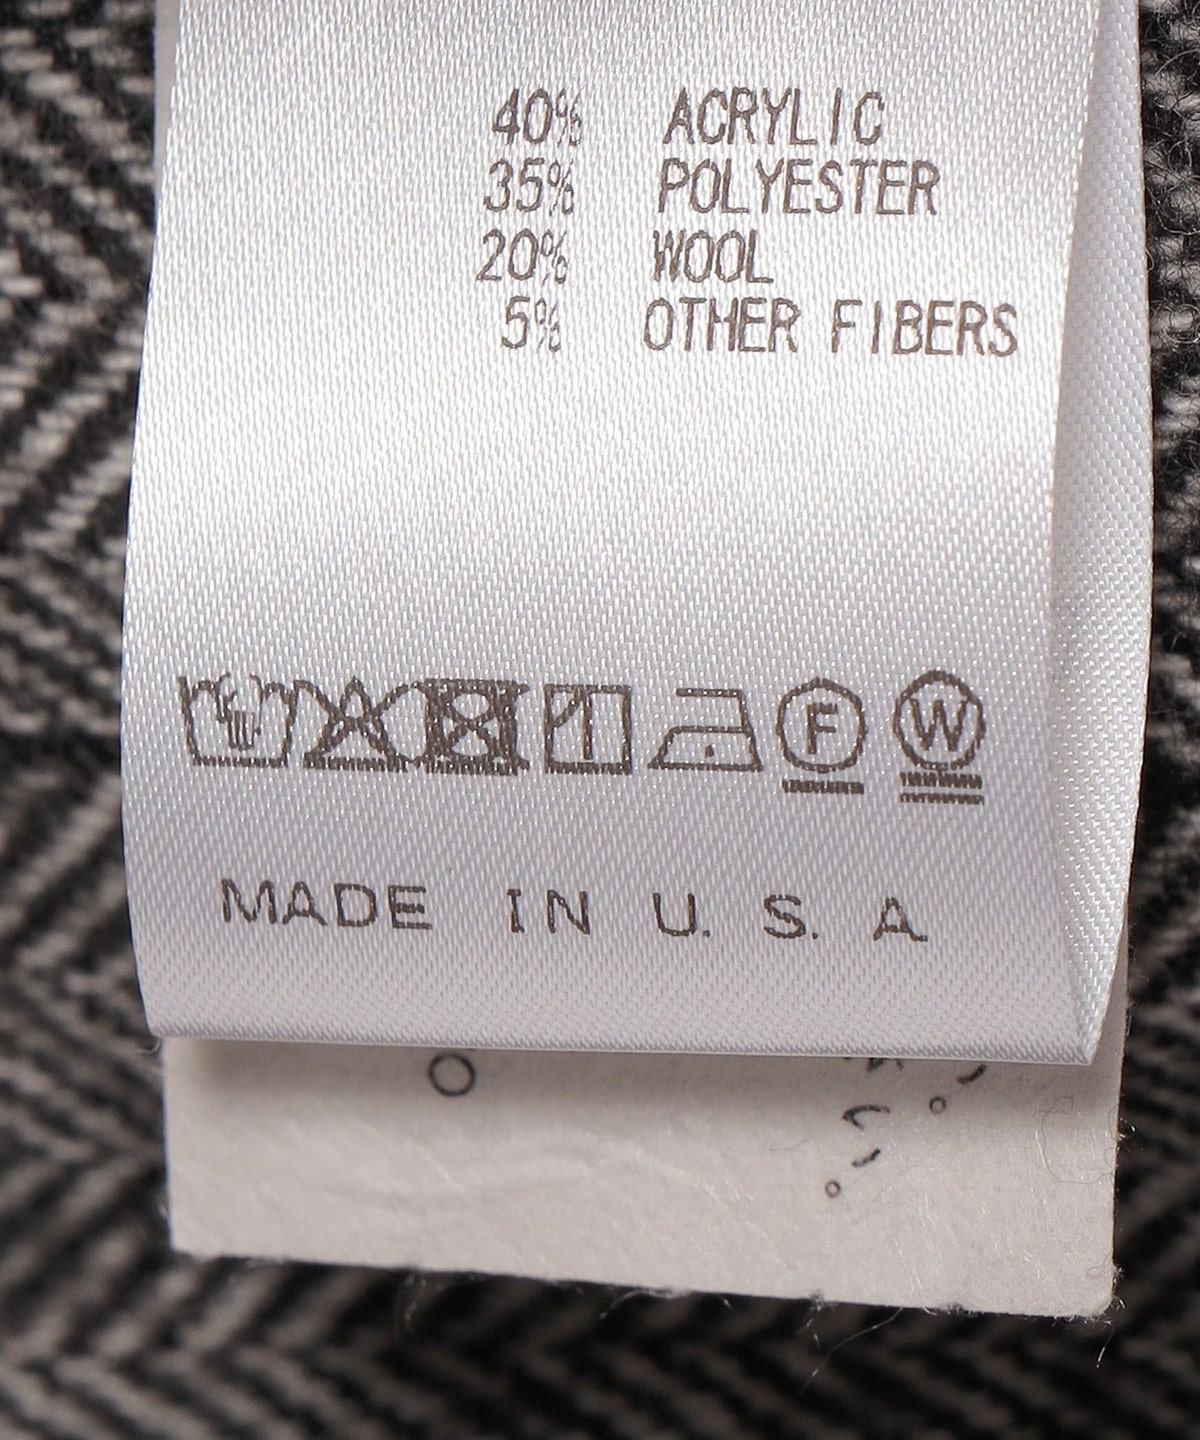 40% ACRYLIC
35% POLYESTER
20% WOOL
5% OTHER FIBERS
F W
MADE IN U. S. A